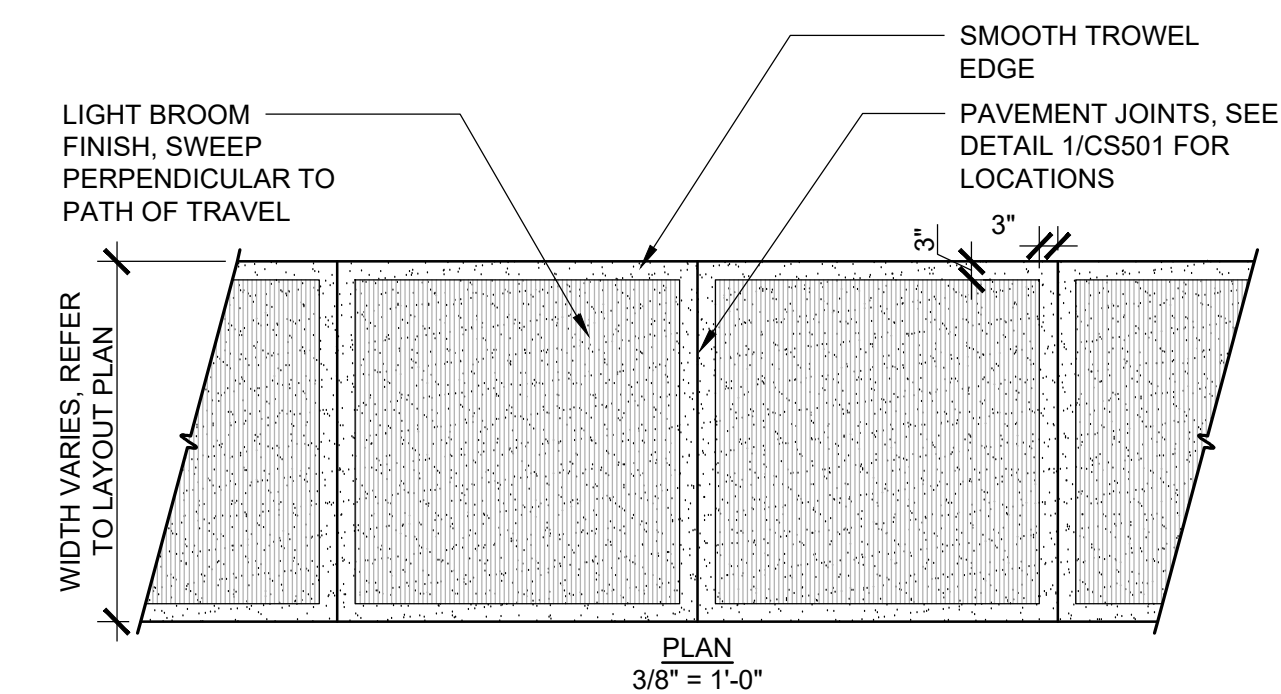 SMOOTH TROWEL
EDGE
LIGHT BROOM
FINISH, SWEEP
PERPENDICULAR TO
PATH OF TRAVEL
PAVEMENT JOINTS, SEE
DETAIL 1/CS501 FOR
LOCATIONS
3"
3"
WIDTH VARIES, REFER
TO LAYOUT PLAN
PLAN
3/8" = 1'-0"